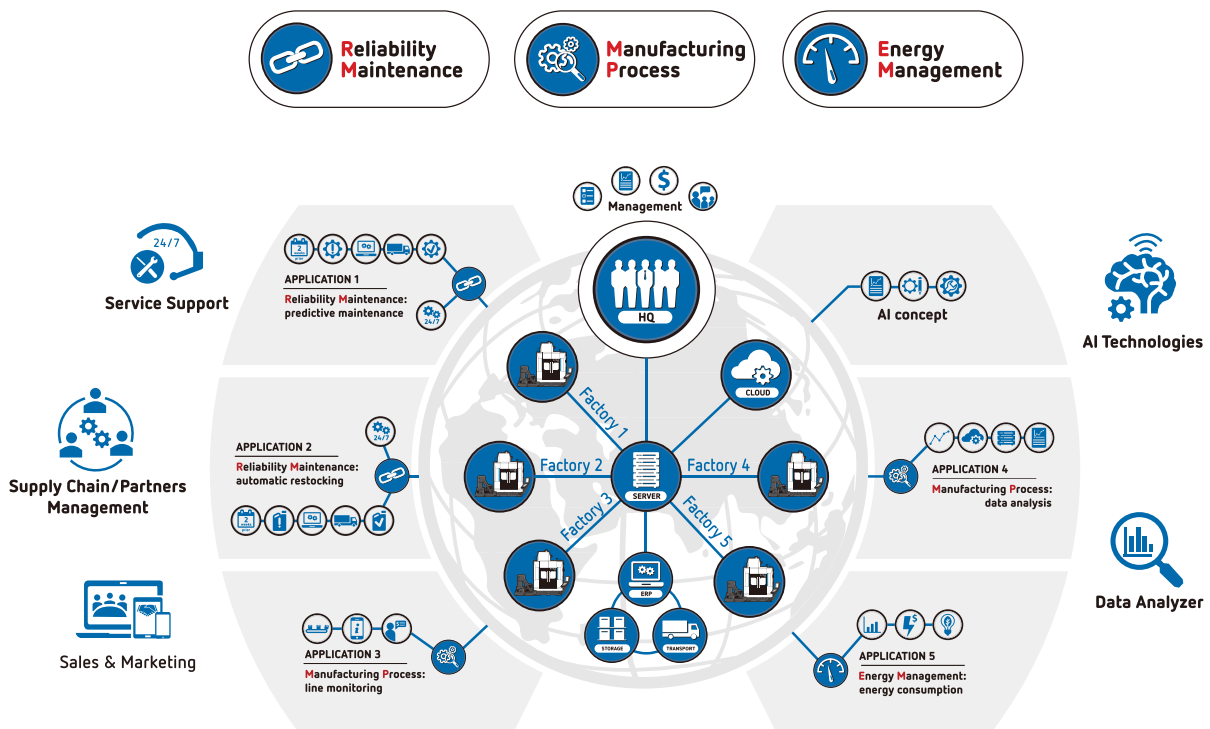 Reliability
Maintenance
Manufacturing
Process
Energy
Management
Management
HQ
24/7
Service Support
2
APPLICATION 1
Reliability Maintenance:
predictive maintenance
24/7
AI concept
AI Technologies
CLOUD
Factory 1
Factory 2
Factory 3
Factory 4
Factory 5
SERVER
Supply Chain/Partners
Management
24/7
APPLICATION 2
Reliability Maintenance:
automatic restocking
2
APPLICATION 4
Manufacturing Process:
data analysis
Data Analyzer
ERP
STORAGE
TRANSPORT
Sales & Marketing
APPLICATION 3
Manufacturing Process:
line monitoring
APPLICATION 5
Energy Management:
energy consumption